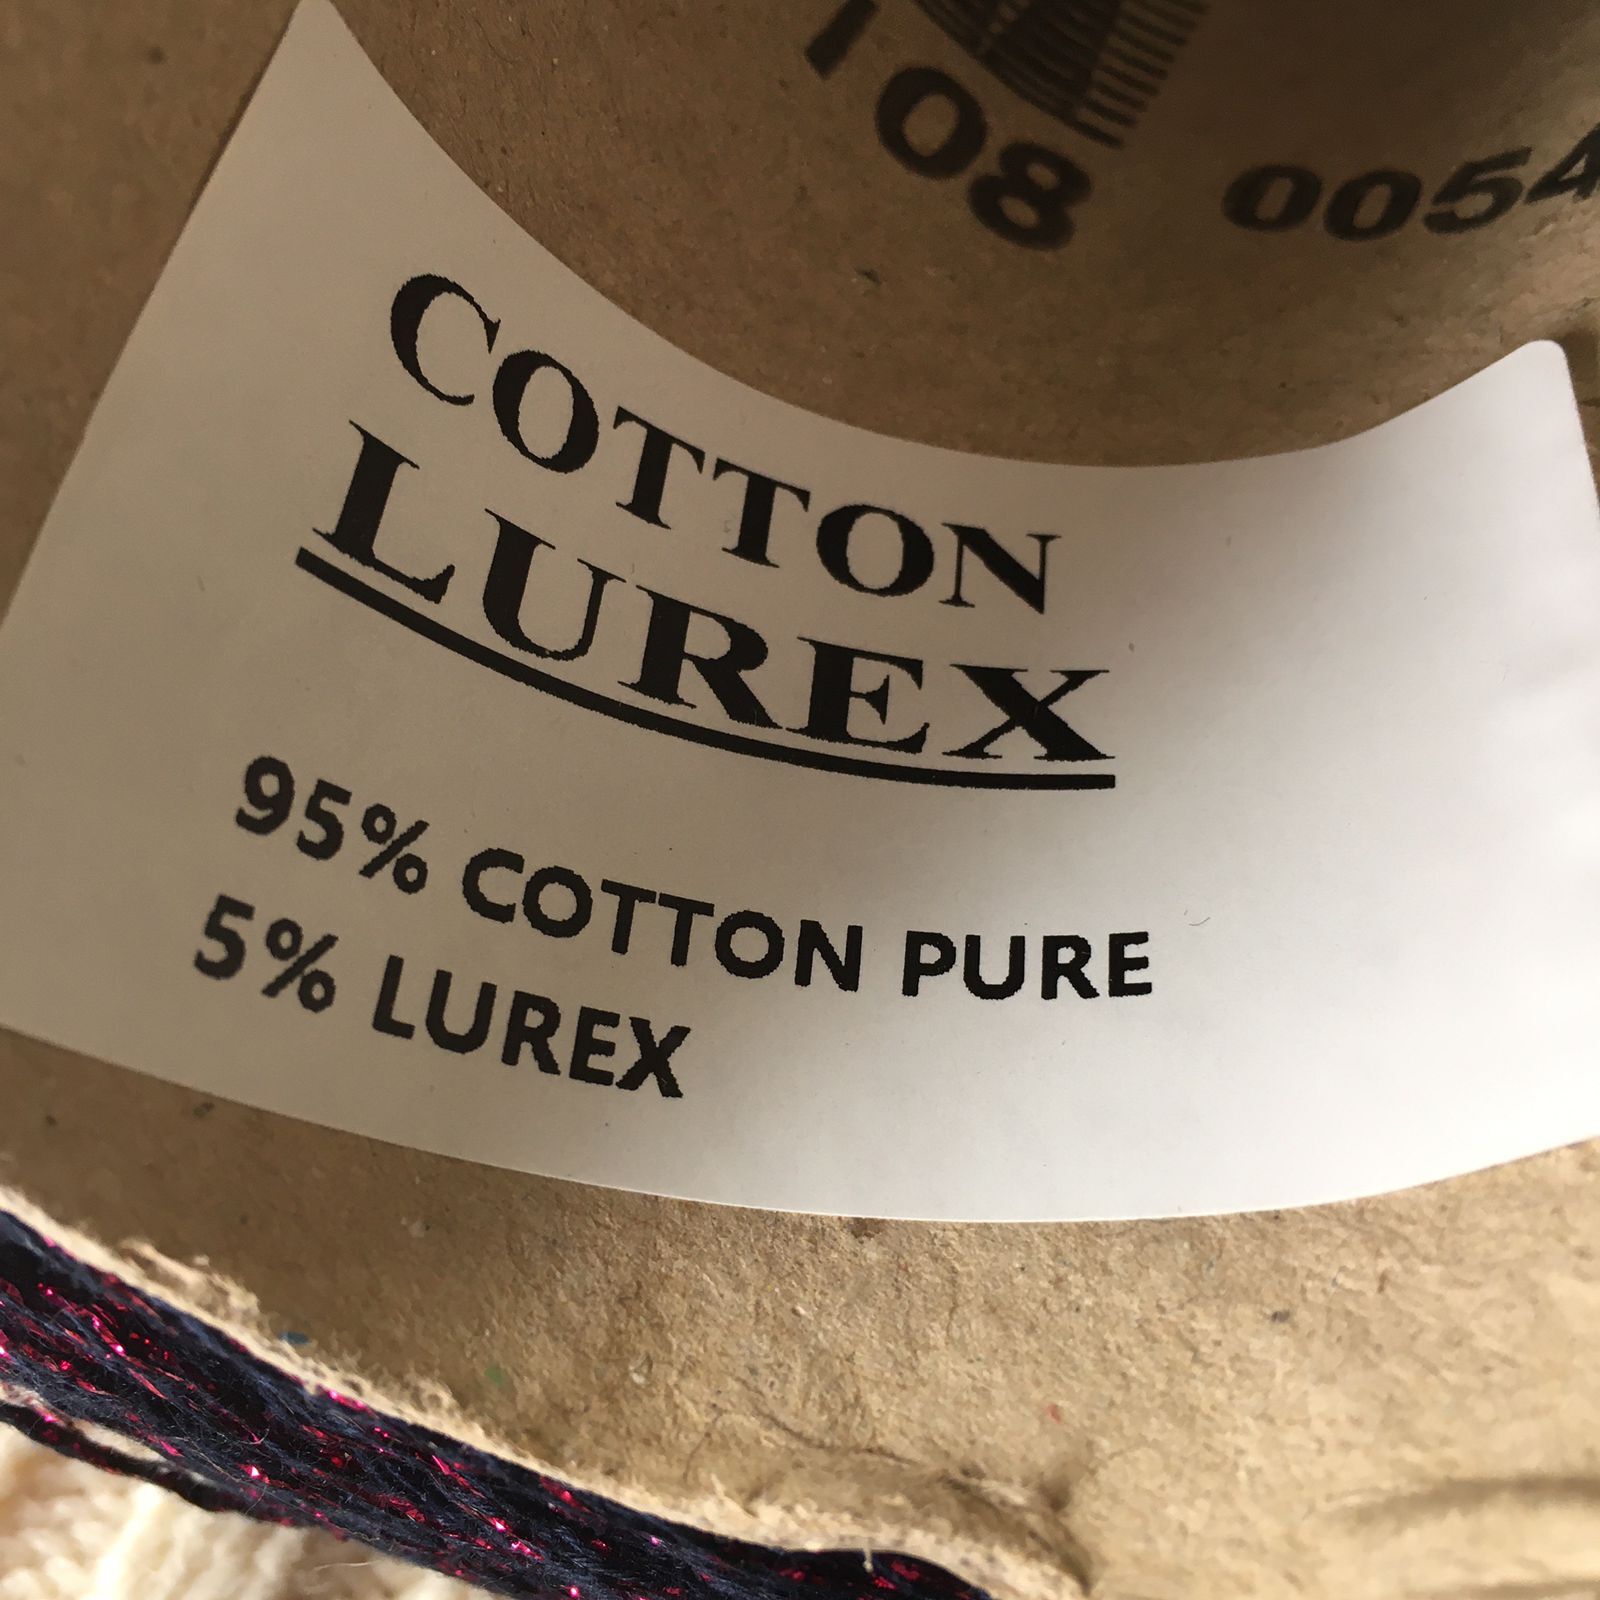 108
0054
COTTON
LUREX
95% COTTON PURE
5% LUREX